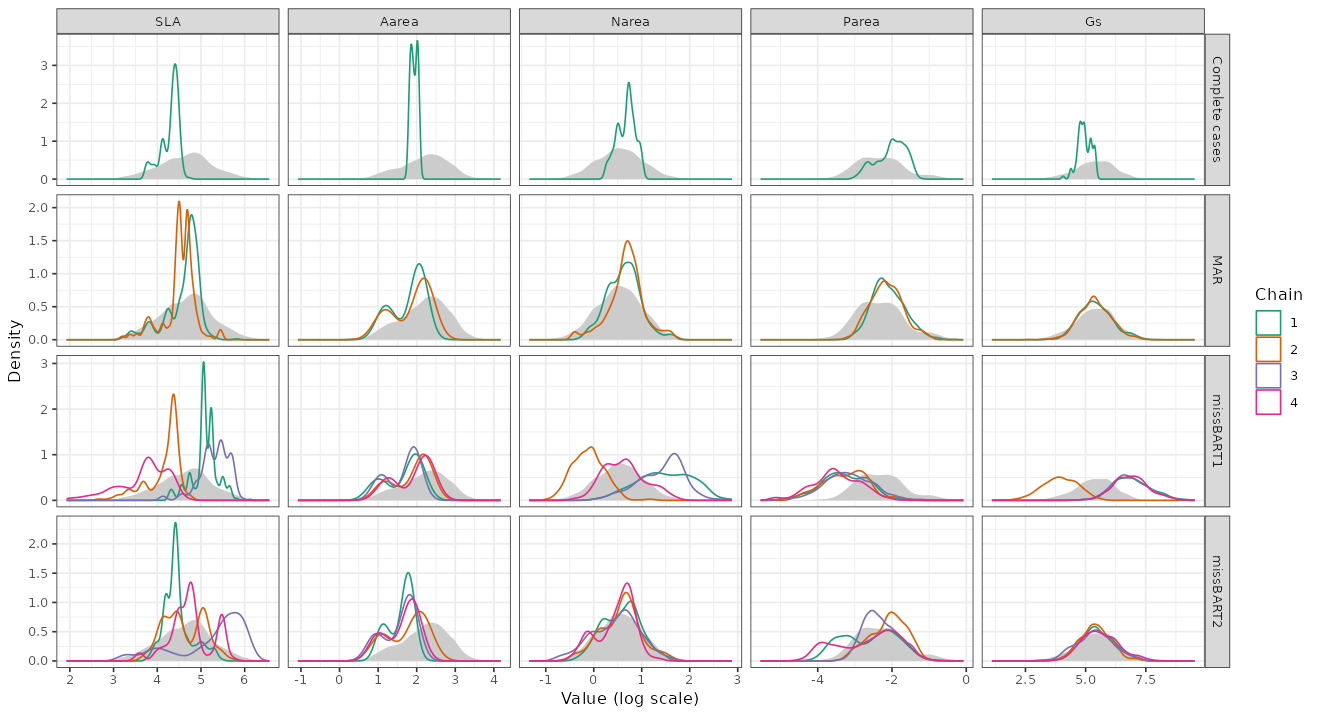 SLA Aarea Narea Parea Gs
3
2
1
0
Complete cases
2.0
1.5
1.0
0.5
0.0
MAR
3
2
1
0
missBART1
2.0
1.5
1.0
0.5
0.0
missBART2
2 3 4 5 6 -1 0 1 2 3 4 -1 0 1 2 3 -4 -2 0 2.5 5.0 7.5
Value (log scale)
Density
Chain
1
2
3
4